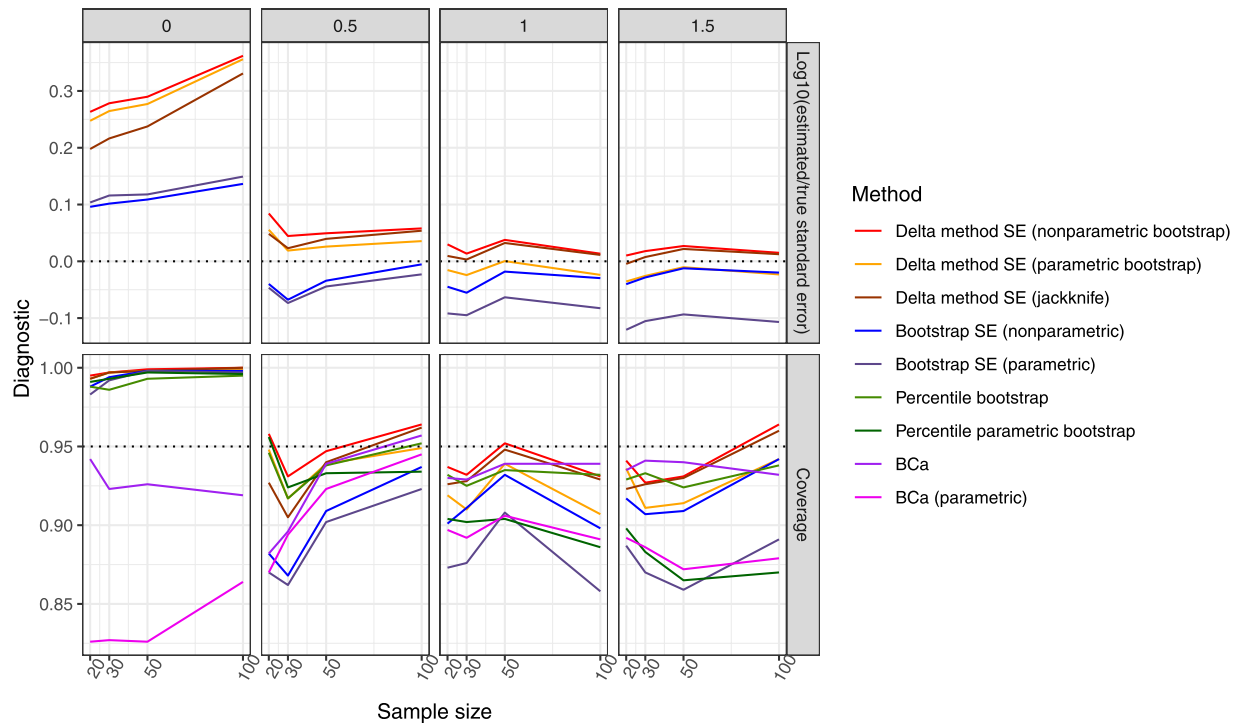 0 0.5 1 1.5
0.3
0.2
0.1
0.0
−0.1
Log10(estimated/true standard error)
1.00
0.95
0.90
0.85
Coverage
Diagnostic
20 30 50 100 20 30 50 100 20 30 50 100 20 30 50 100
Sample size
Method
Delta method SE (nonparametric bootstrap)
Delta method SE (parametric bootstrap)
Delta method SE (jackknife)
Bootstrap SE (nonparametric)
Bootstrap SE (parametric)
Percentile bootstrap
Percentile parametric bootstrap
BCa
BCa (parametric)